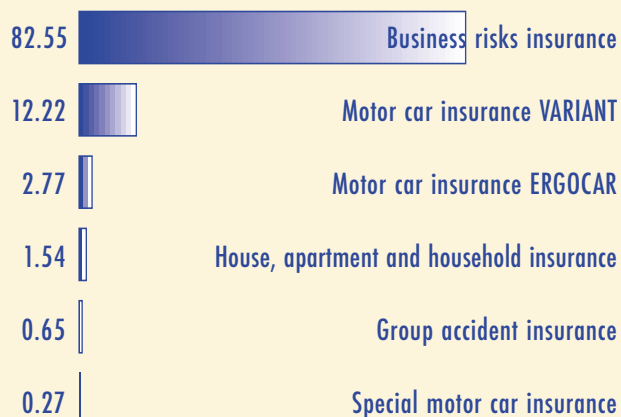 82.55 Business risks insurance
12.22 Motor car insurance VARIANT
2.77 Motor car insurance ERGOCAR
1.54 House, apartment and household insurance
0.65 Group accident insurance
0.27 Special motor car insurance